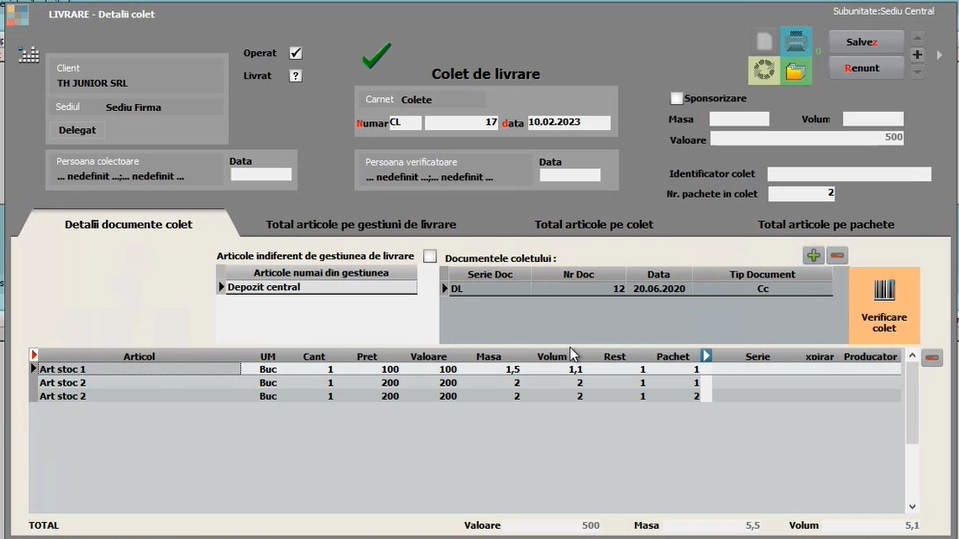 LIVRARE - Detalii colet
Subunitate:Sediu Central
Client
TH JUNIOR SRL
Sediul Sediu Firma
Delegat
Operat
Livrat ?
Colet de livrare
Carnet Colete
Numar CL 17 data 10.02.2023
0
Salvez
Renunt
Sponsorizare
Masa Volum
Valoare 500
Persoana colectoare Data
... nedefinit ...;... nedefinit ...
Persoana verificatoare Data
... nedefinit ...;... nedefinit ...
Identificator colet
Nr. pachete in colet 2
Detalii documente colet Total articole pe gestiuni de livrare Total articole pe colet Total articole pe pachete
Articole indiferent de gestiunea de livrare
Articole numai din gestiunea
Depozit central
Documentele coletului :
Serie Doc Nr Doc Data Tip Document
DL 12 20.06.2020 Cc
Verificare
colet
Articol UM Cant Pret Valoare Masa Volum Rest Pachet Serie xpirar Producator
Art stoc 1 Buc 1 100 100 1,5 1,1 1 1
Art stoc 2 Buc 1 200 200 2 2 1 1
Art stoc 2 Buc 1 200 200 2 2 1 2
TOTAL Valoare 500 Masa 5,5 Volum 5,1